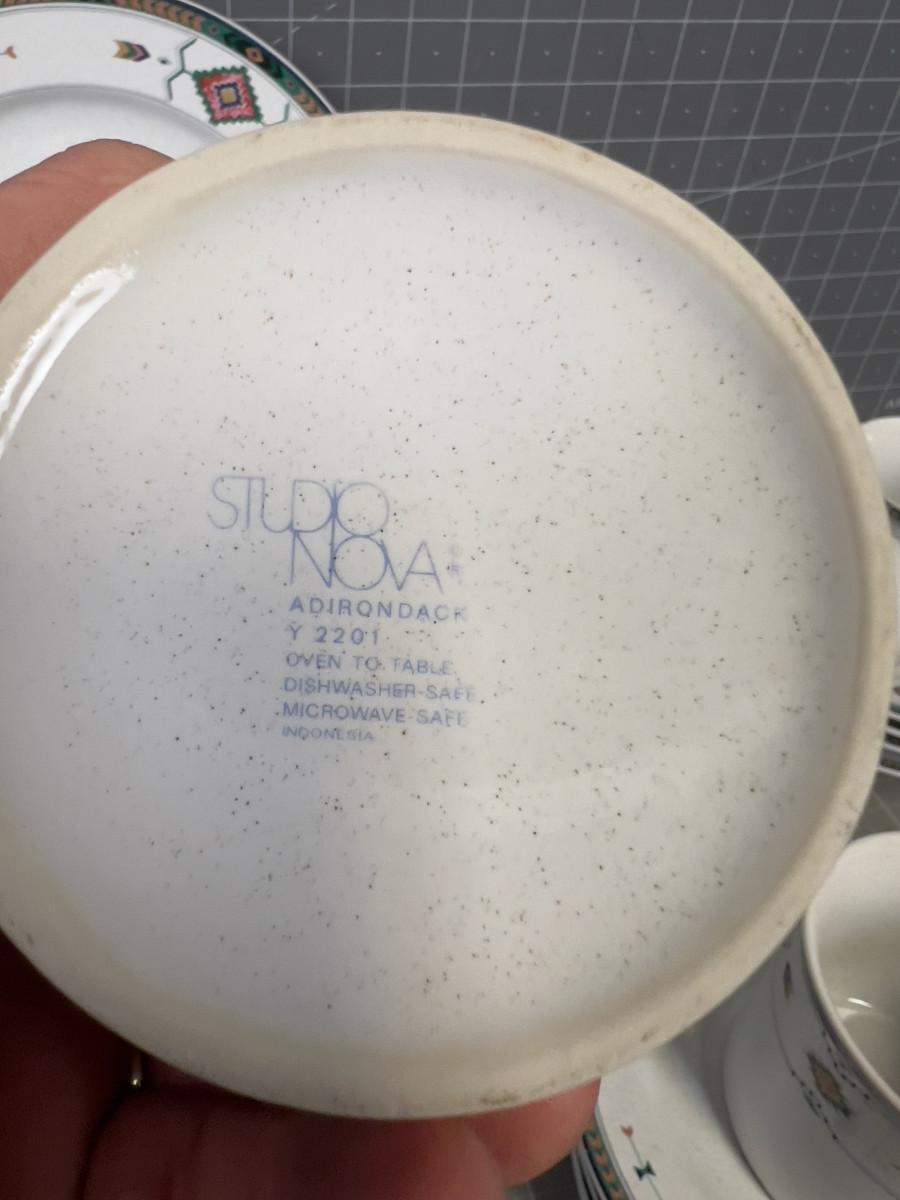 STUDIO
NOVA
ADIRONDACK
Y 2201
OVEN TO TABLE
DISHWASHER-SAFE
MICROWAVE-SAFE
INDONESIA